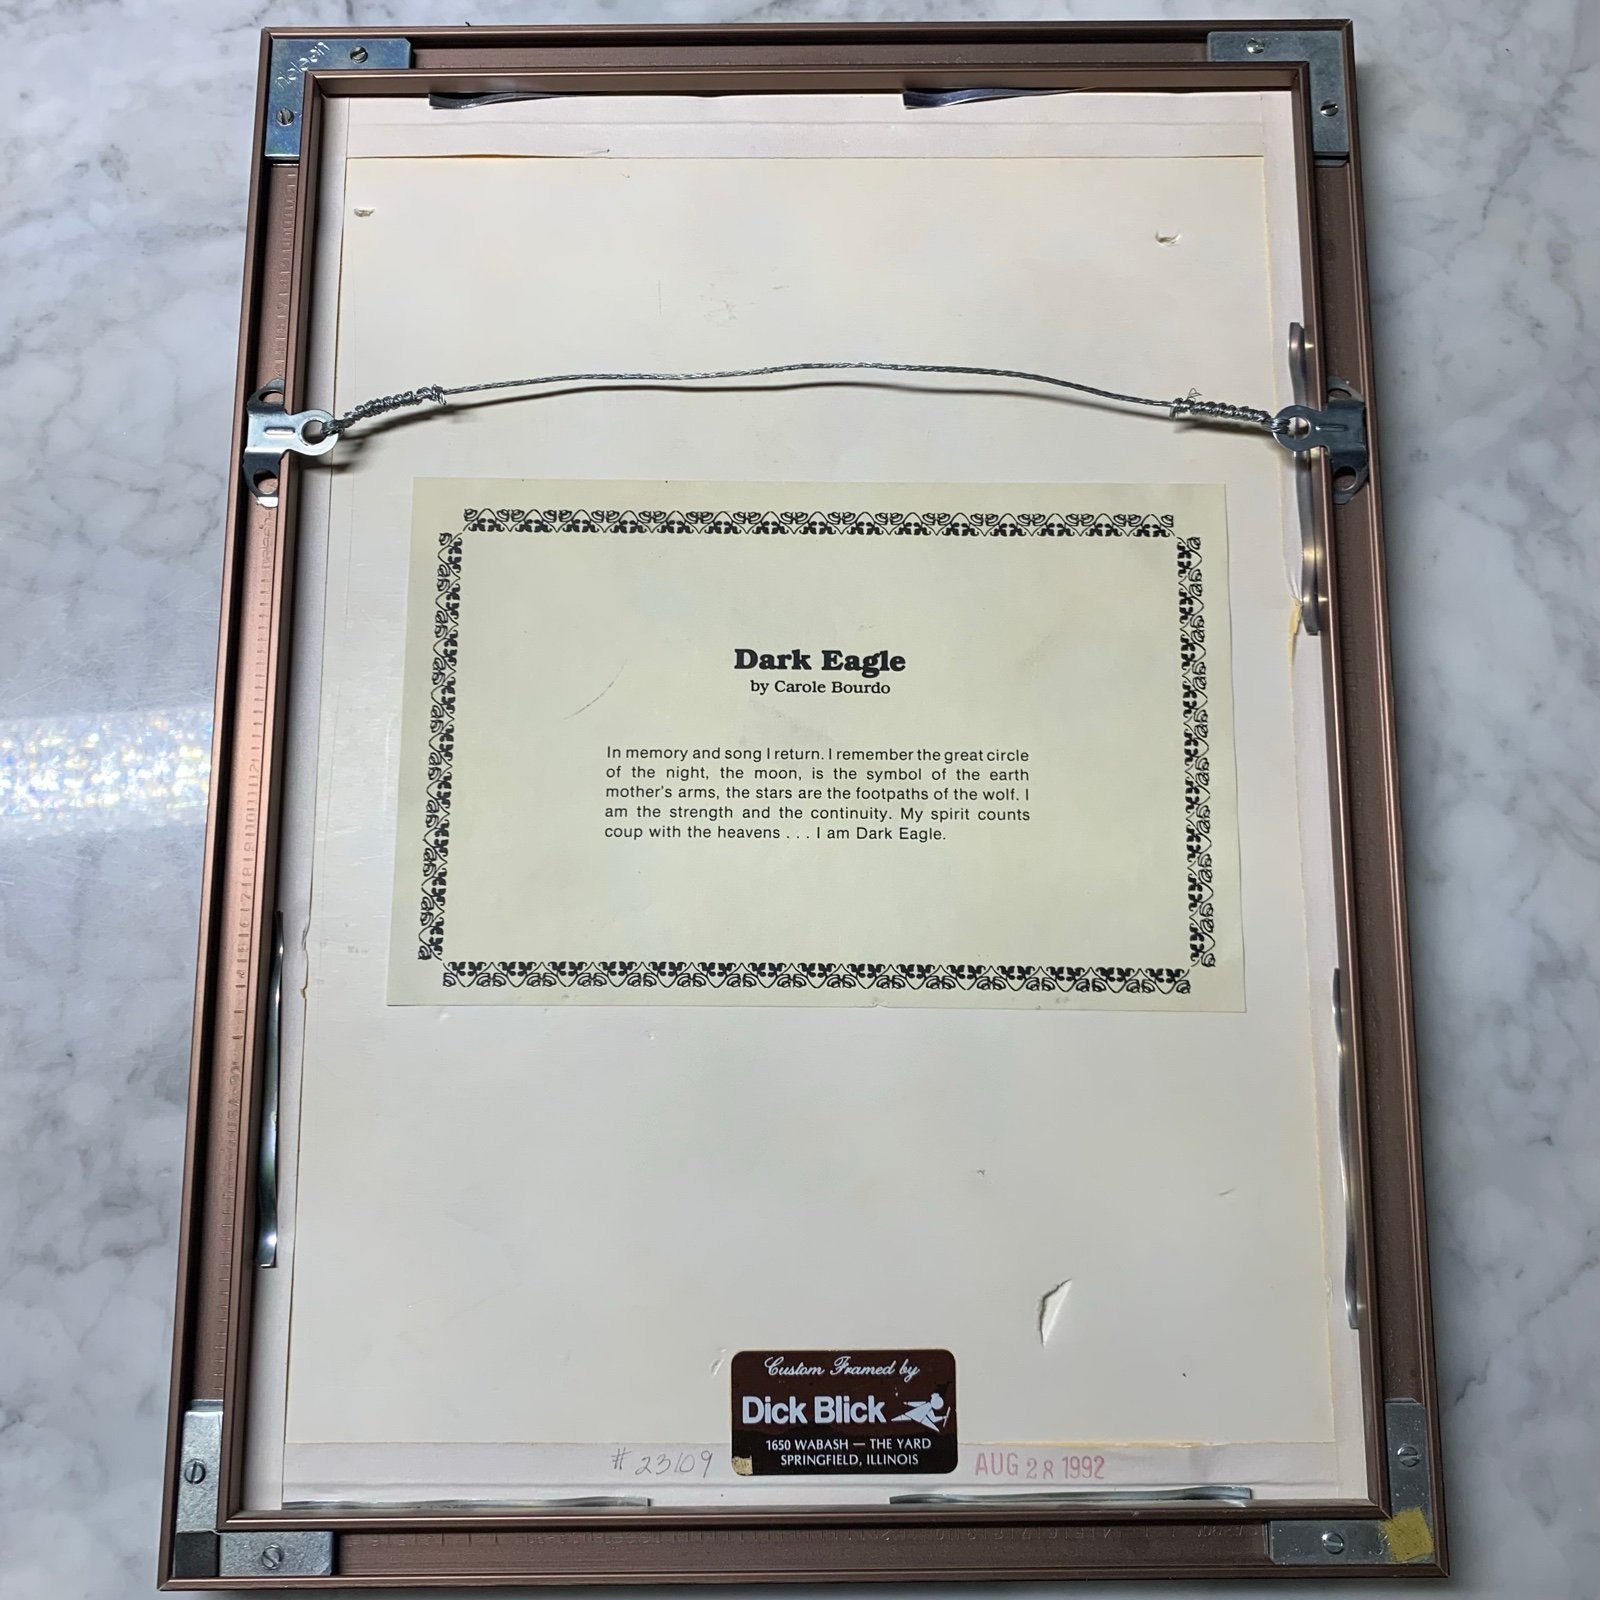 Dark Eagle
by Carole Bourdo
In memory and song I return. I remember the great circle
of the night, the moon, is the symbol of the earth
mother's arms, the stars are the footpaths of the wolf. I
am the strength and the continuity. My spirit counts
coup with the heavens . . . I am Dark Eagle.
Custom Framed by
Dick Blick
1650 WABASH — THE YARD
SPRINGFIELD, ILLINOIS
# 23109
AUG 28 1992